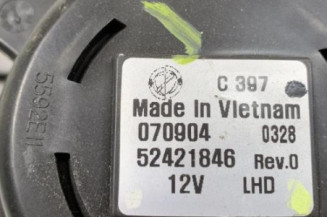 C 397
Made In Vietnam
070904 0328
52421846 Rev.0
12V LHD